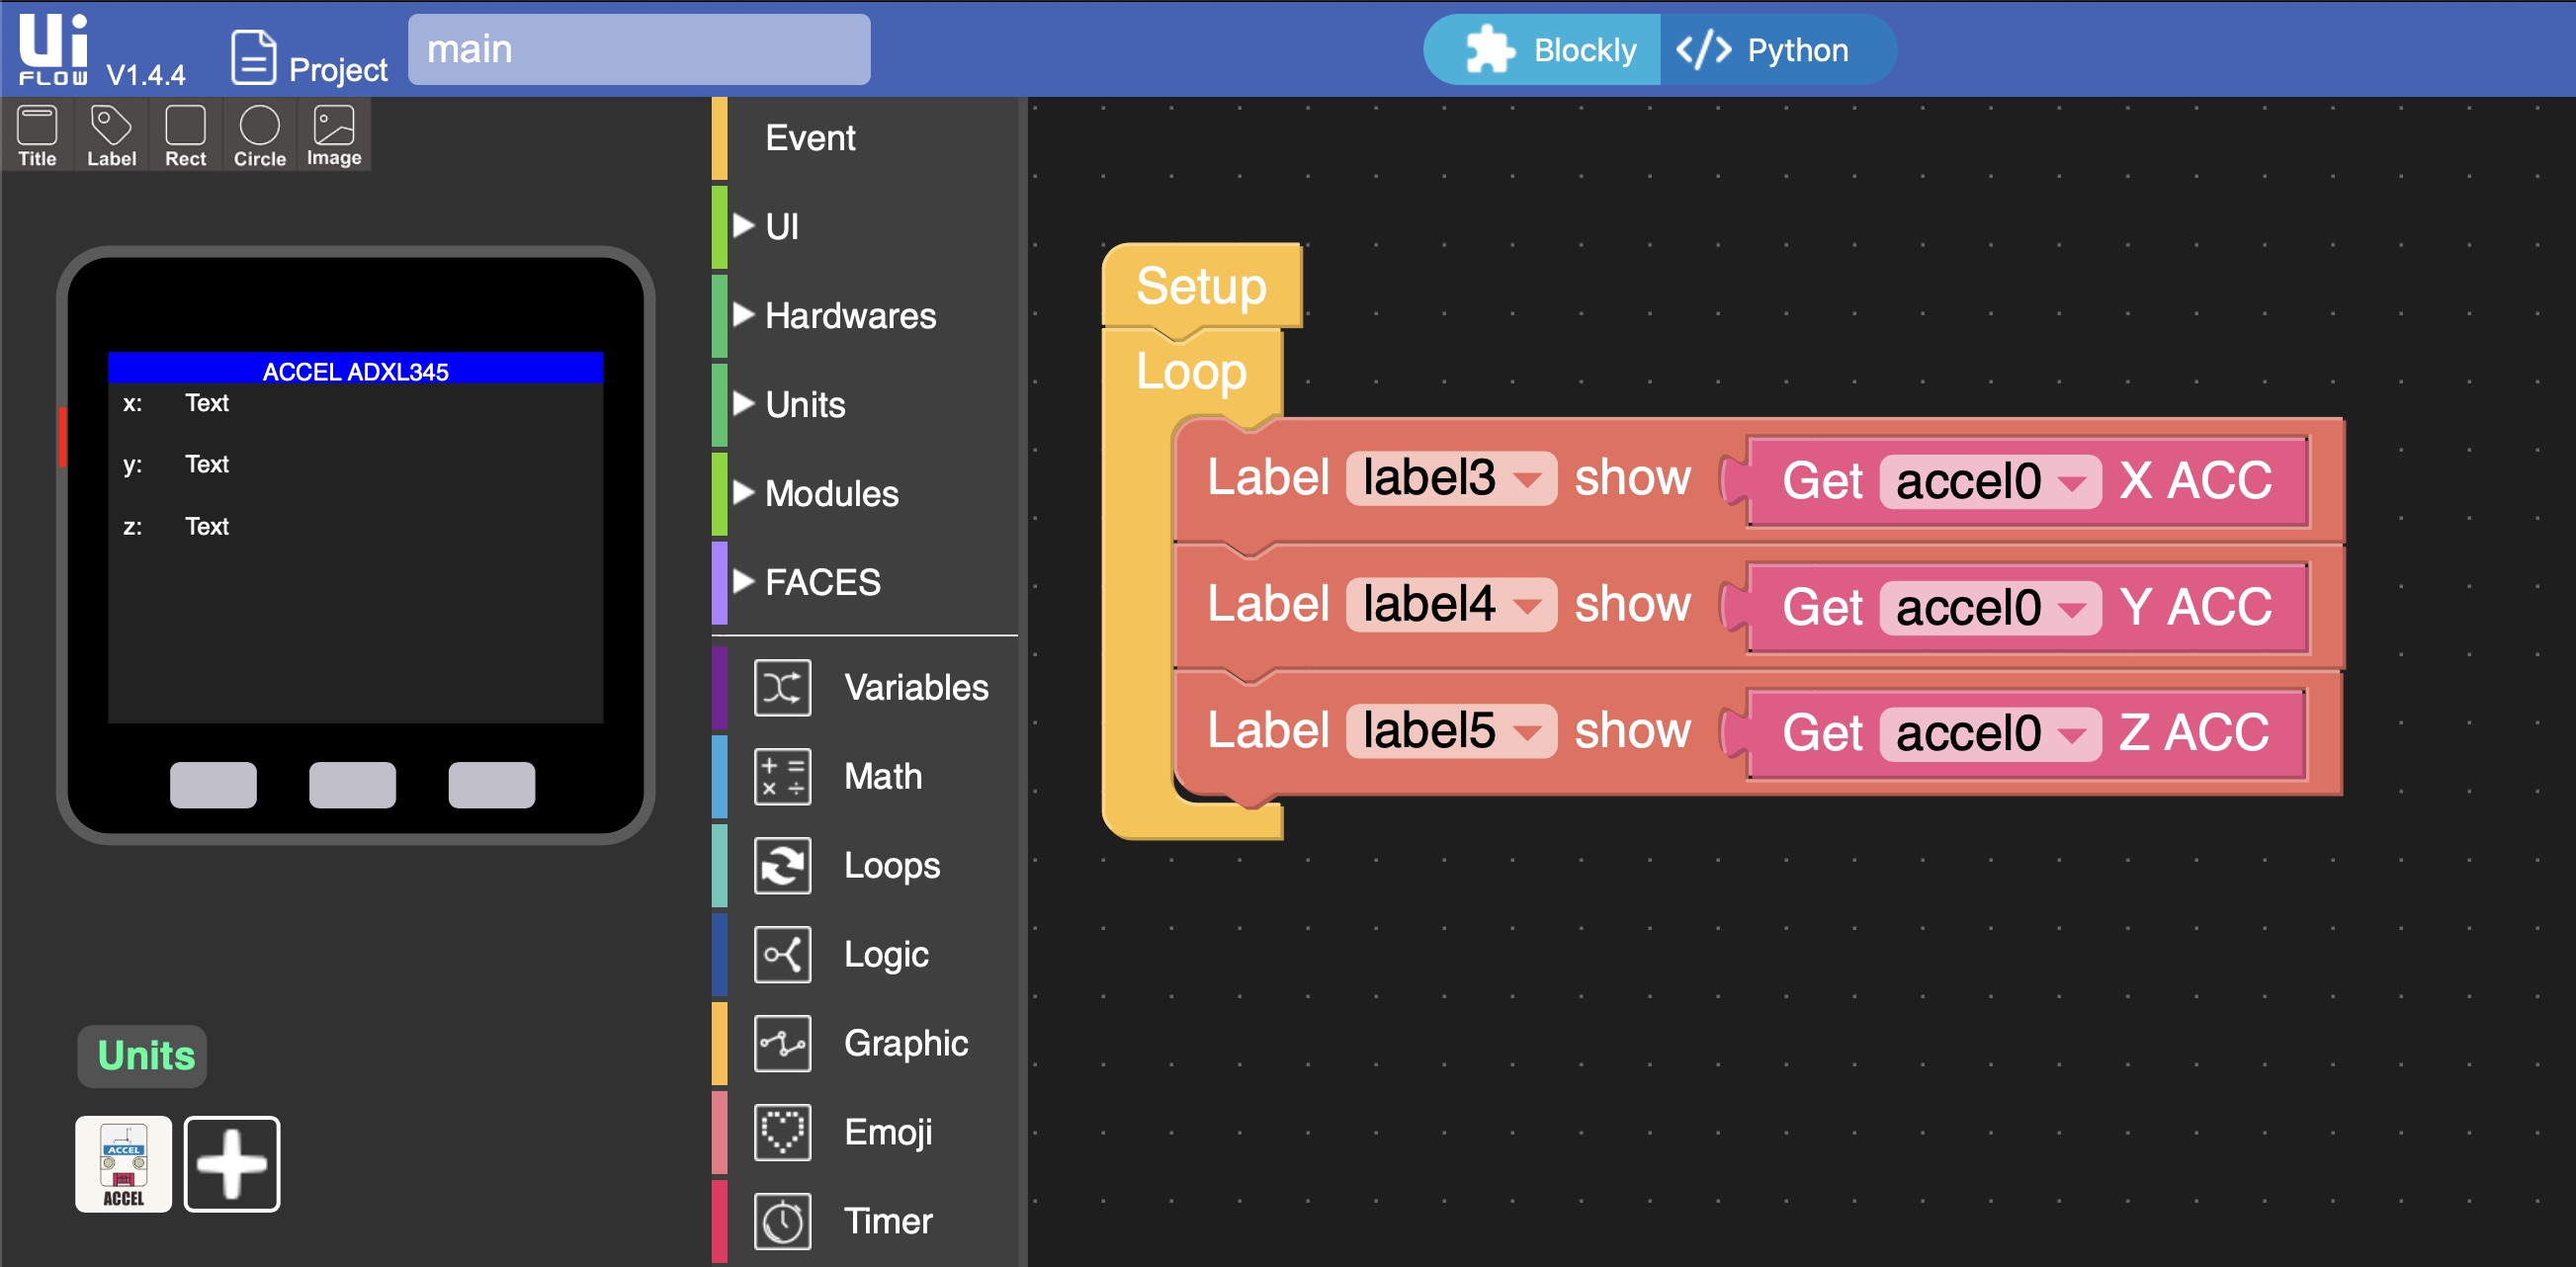 Ui
FLOW V1.4.4 Project main Blockly </> Python
Title Label Rect Circle Image
ACCEL ADXL345
x: Text
y: Text
z: Text
Units
ACCEL
ACCEL
Event
UI
Hardwares
Units
Modules
FACES
Variables
Math
Loops
Logic
Graphic
Emoji
Timer
Setup
Loop
Label label3 show Get accel0 X ACC
Label label4 show Get accel0 Y ACC
Label label5 show Get accel0 Z ACC